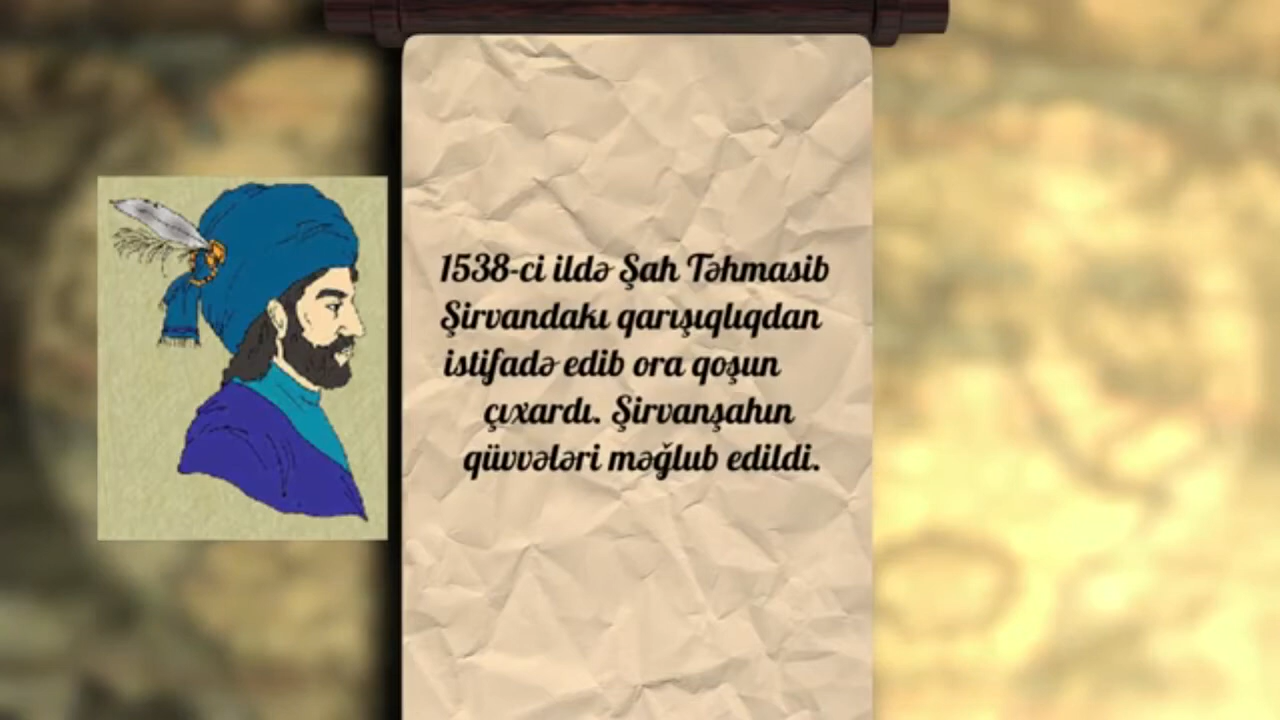 1538-ci ildə Şah Təhmasib
Şirvandakı qarışıqlıqdan
istifadə edib ora qoşun
çıxardı. Şirvanşahın
qüvvələri məğlub edildi.